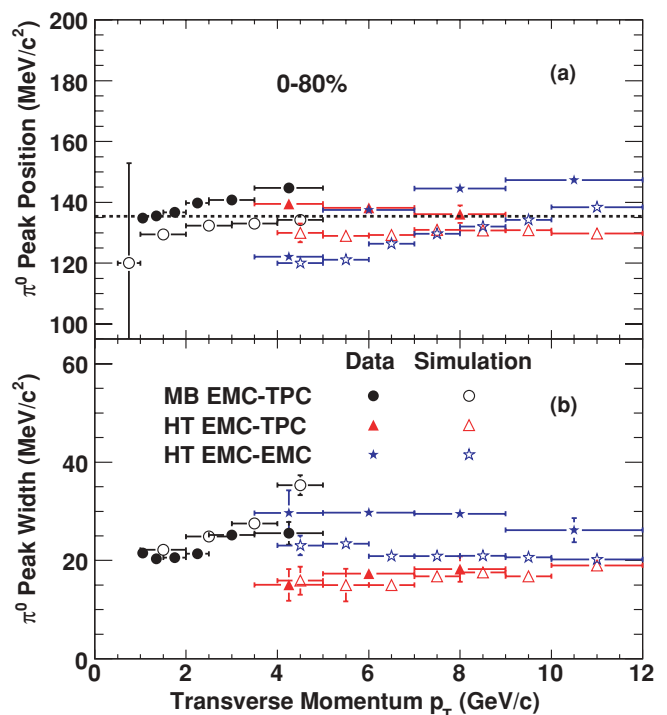 200
180
160
140
120
100
π⁰ Peak Position (MeV/c²)
0-80%
(a)
60
40
20
0
π⁰ Peak Width (MeV/c²)
Data Simulation
MB EMC-TPC
HT EMC-TPC
HT EMC-EMC
(b)
0 2 4 6 8 10 12
Transverse Momentum p_T (GeV/c)